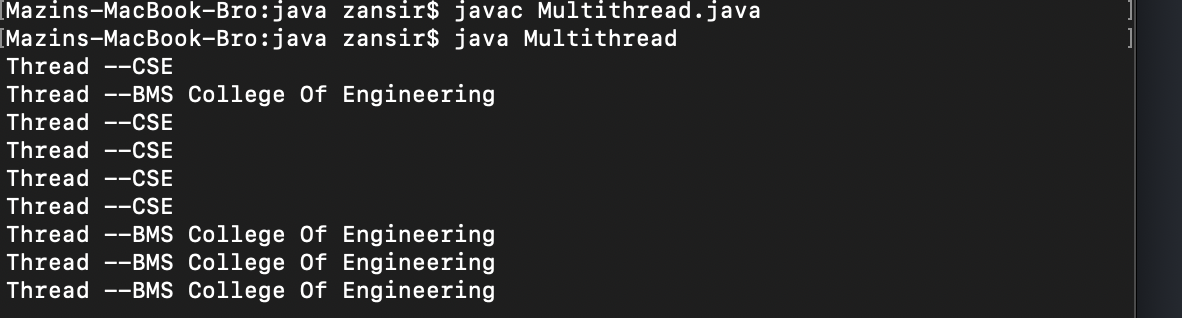 [Mazins-MacBook-Bro:java zansir$ javac Multithread.java ]
[Mazins-MacBook-Bro:java zansir$ java Multithread ]
Thread --CSE
Thread --BMS College Of Engineering
Thread --CSE
Thread --CSE
Thread --CSE
Thread --CSE
Thread --BMS College Of Engineering
Thread --BMS College Of Engineering
Thread --BMS College Of Engineering